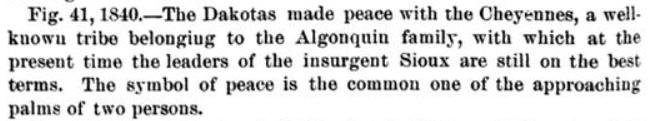 Fig. 41, 1840.—The Dakotas made peace with the Cheyennes, a well-
known tribe belonging to the Algonquin family, with which at the
present time the leaders of the insurgent Sioux are still on the best
terms. The symbol of peace is the common one of the approaching
palms of two persons.